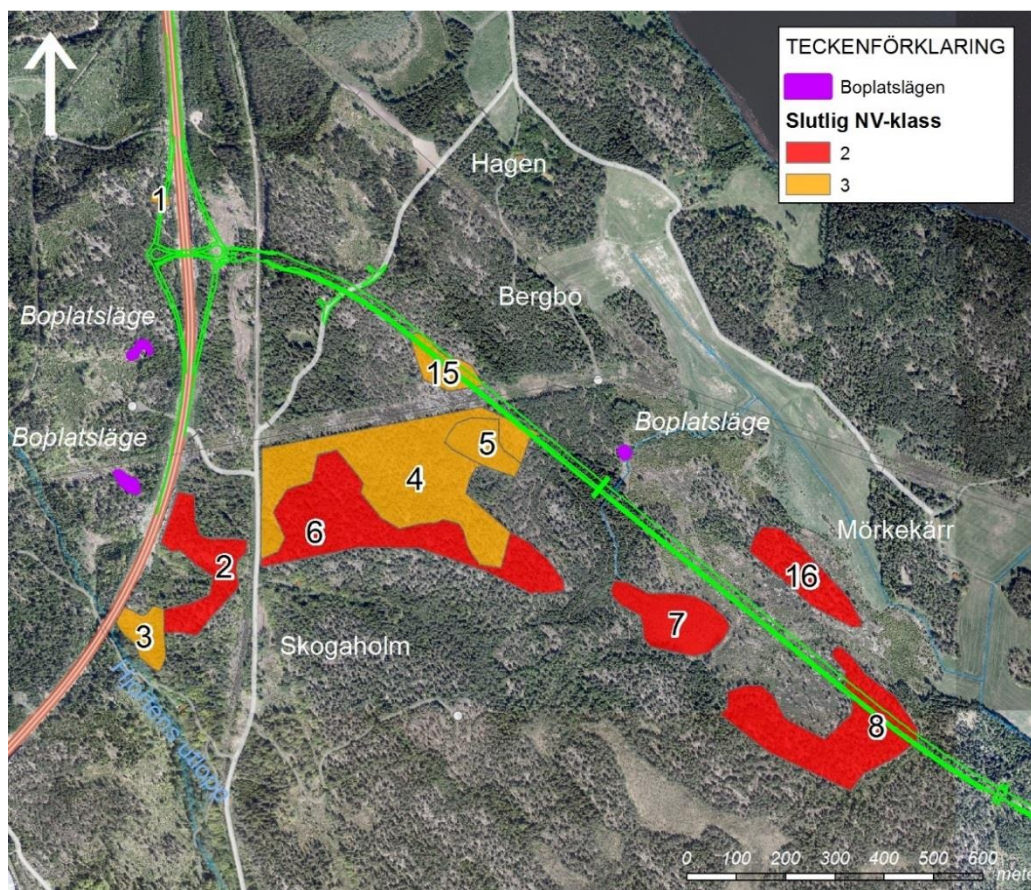 TECKENFÖRKLARING
Boplatslägen
Slutlig NV-klass
2
3
Hagen
1
Bergbo
Boplatsläge
15
Boplatsläge
Boplatsläge
5
4
6
Mörkekärr
2
16
7
3
Skogaholm
8
0 100 200 300 400 500 600